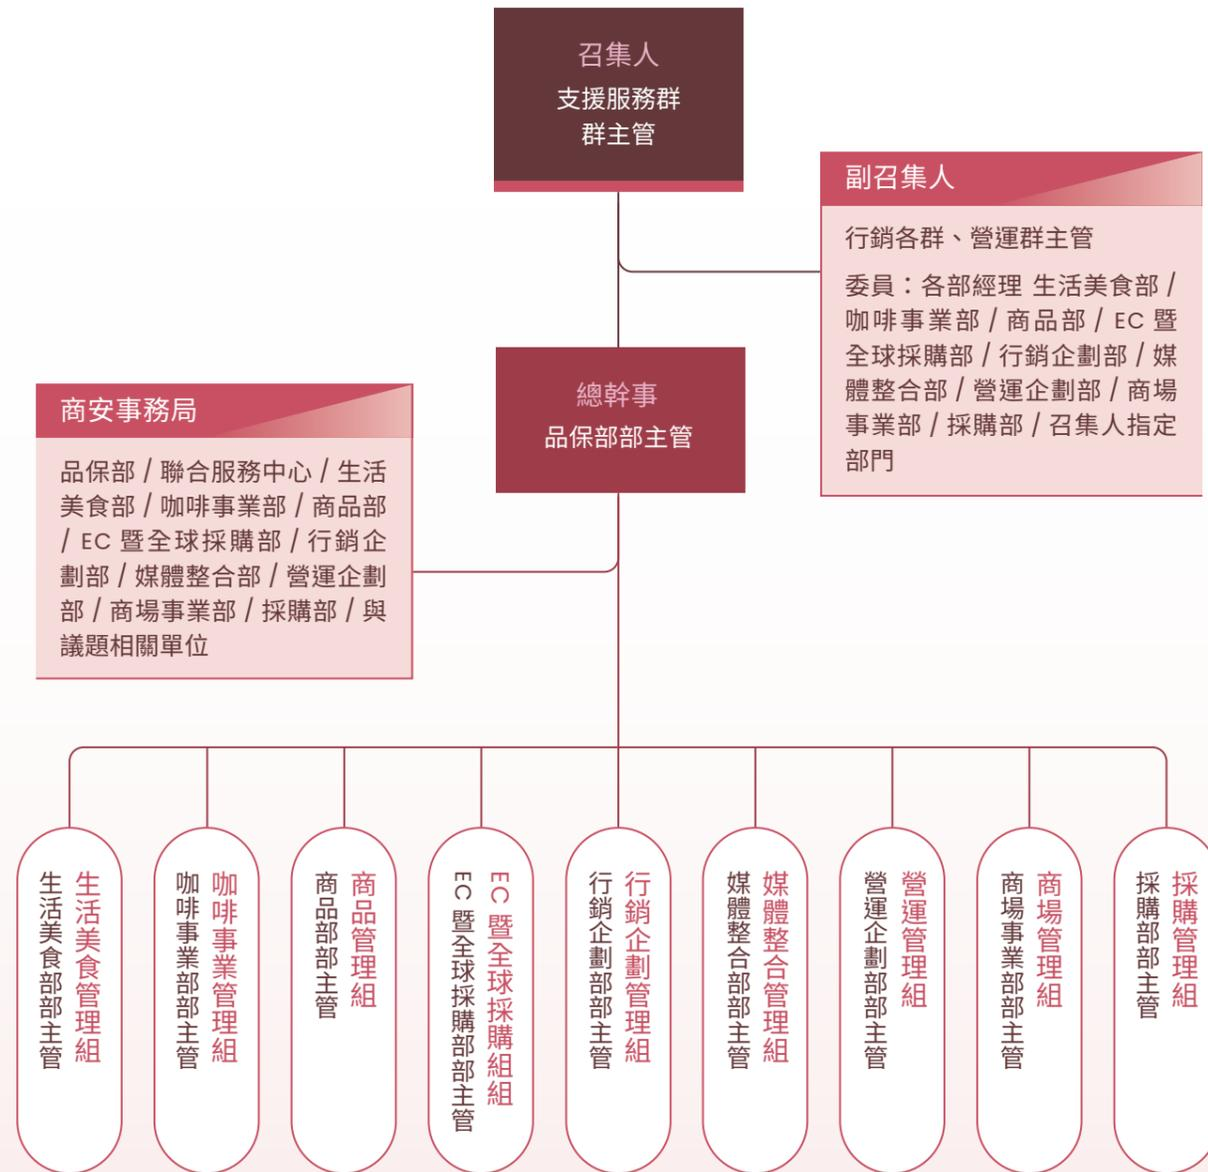 召集人
支援服務群
群主管
副召集人
行銷各群、營運群主管
委員：各部經理 生活美食部 /
咖啡事業部 / 商品部 / EC 暨
全球採購部 / 行銷企劃部 / 媒
體整合部 / 營運企劃部 / 商場
事業部 / 採購部 / 召集人指定
部門
總幹事
品保部部主管
商安事務局
品保部 / 聯合服務中心 / 生活
美食部 / 咖啡事業部 / 商品部
/ EC 暨全球採購部 / 行銷企
劃部 / 媒體整合部 / 營運企劃
部 / 商場事業部 / 採購部 / 與
議題相關單位
生活美食管理組
生活美食部部主管
咖啡事業管理組
咖啡事業部部主管
商品管理組
商品部部主管
EC 暨全球採購組組
EC 暨全球採購部部主管
行銷企劃管理組
行銷企劃部部主管
媒體整合管理組
媒體整合部部主管
營運管理組
營運企劃部部主管
商場管理組
商場事業部部主管
採購管理組
採購部部主管